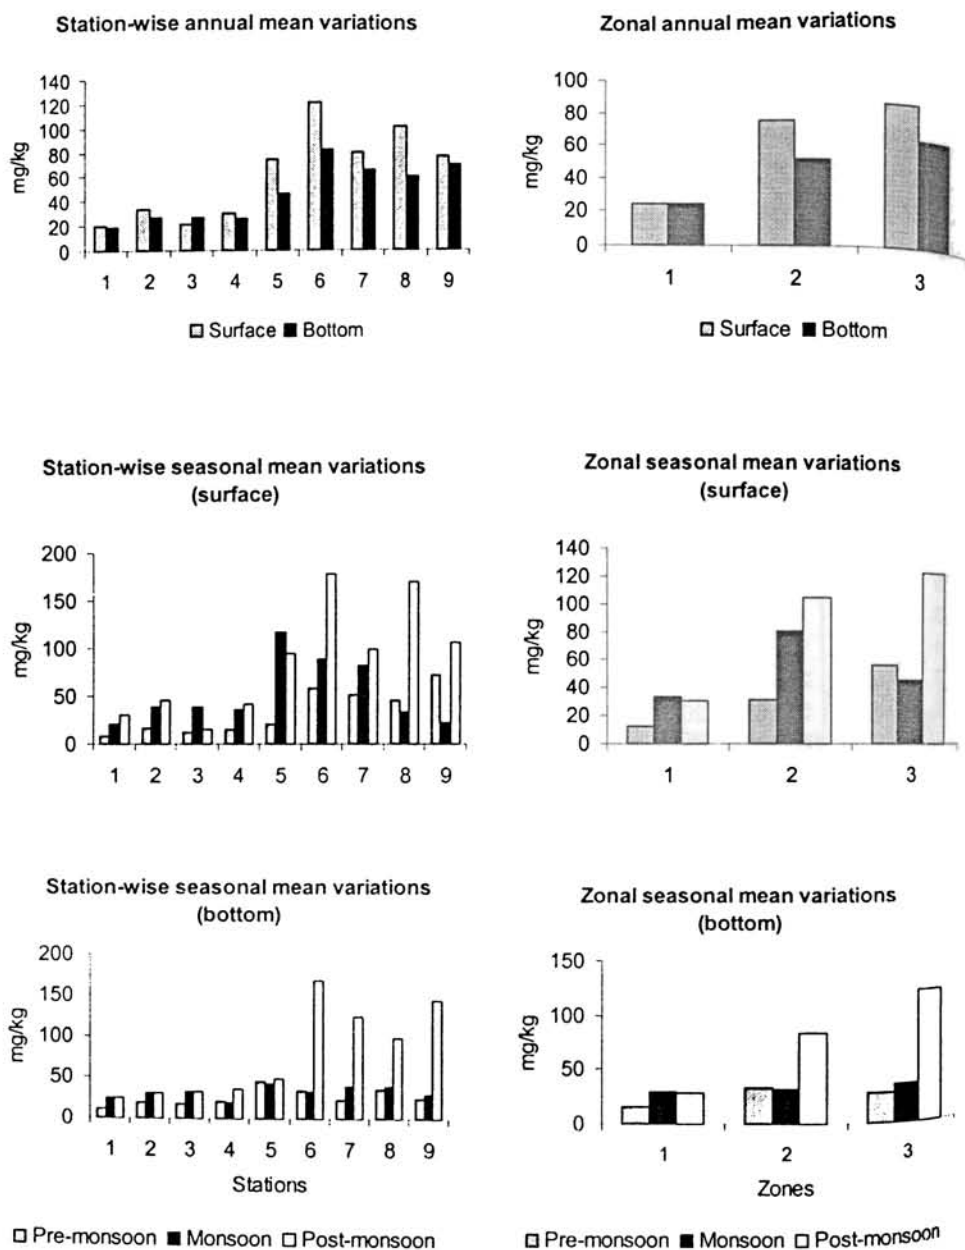 Station-wise annual mean variations
mg/kg
140
120
100
80
60
40
20
0
1 2 3 4 5 6 7 8 9
Surface Bottom
Zonal annual mean variations
mg/kg
100
80
60
40
20
0
1 2 3
Surface Bottom
Station-wise seasonal mean variations
(surface)
mg/kg
200
150
100
50
0
1 2 3 4 5 6 7 8 9
Zonal seasonal mean variations
(surface)
mg/kg
140
120
100
80
60
40
20
0
1 2 3
Station-wise seasonal mean variations
(bottom)
mg/kg
200
150
100
50
0
1 2 3 4 5 6 7 8 9
Stations
Pre-monsoon Monsoon Post-monsoon
Zonal seasonal mean variations
(bottom)
mg/kg
150
100
50
0
1 2 3
Zones
Pre-monsoon Monsoon Post-monsoon